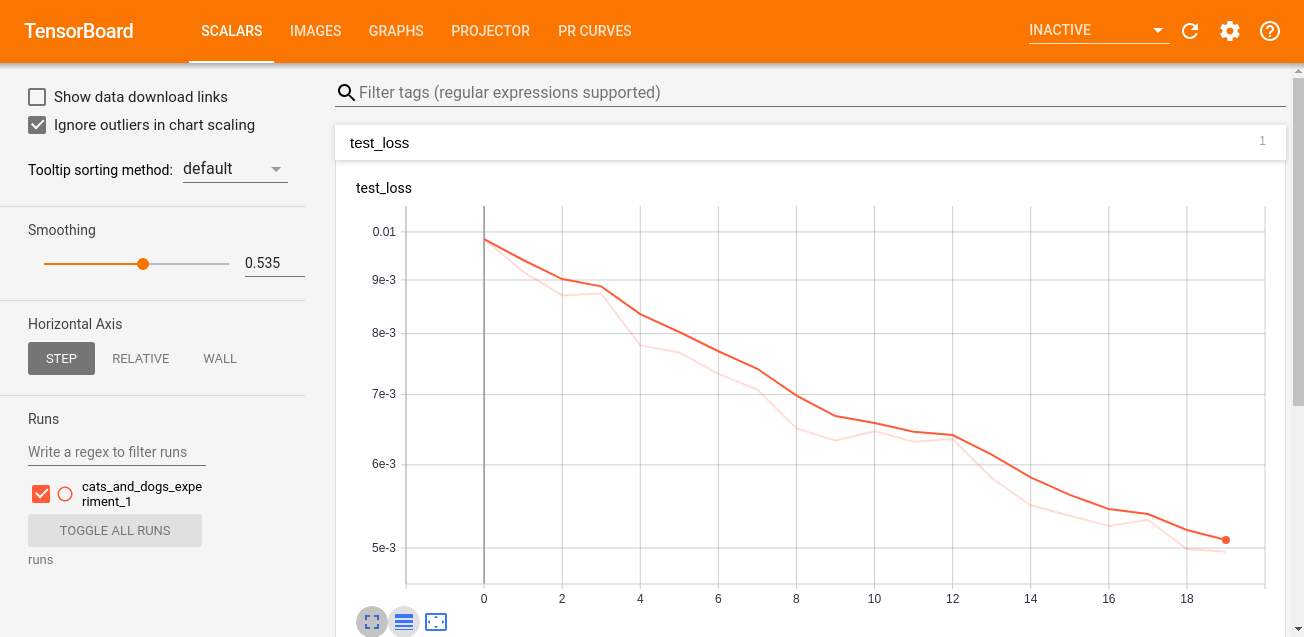 TensorBoard SCALARS IMAGES GRAPHS PROJECTOR PR CURVES INACTIVE
Show data download links
Ignore outliers in chart scaling
Tooltip sorting method: default
Smoothing
0.535
Horizontal Axis
STEP RELATIVE WALL
Runs
Write a regex to filter runs
cats_and_dogs_expe
riment_1
TOGGLE ALL RUNS
runs
Filter tags (regular expressions supported)
test_loss 1
test_loss
0.01
9e-3
8e-3
7e-3
6e-3
5e-3
0 2 4 6 8 10 12 14 16 18